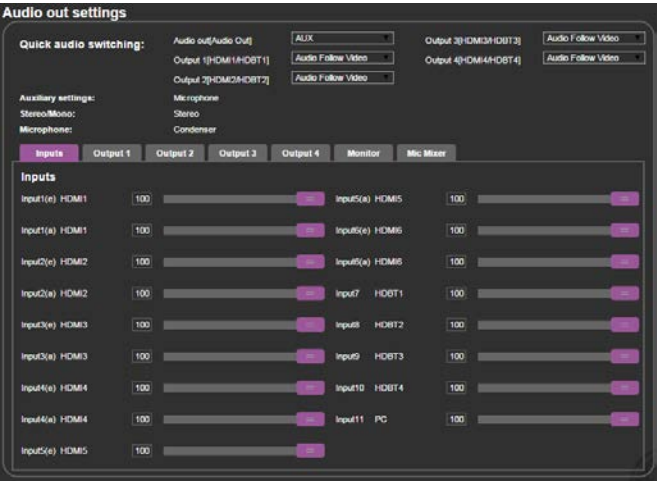 Audio out settings
Quick audio switching:
Audio out[Audio Out] AUX
Output 3[HDMI3/HDBT3] Audio Follow Video
Output 1[HDMI1/HDBT1] Audio Follow Video
Output 4[HDMI4/HDBT4] Audio Follow Video
Output 2[HDMI2/HDBT2] Audio Follow Video
Auxiliary settings: Microphone
Stereo/Mono: Stereo
Microphone: Condenser
Inputs Output 1 Output 2 Output 3 Output 4 Monitor Mic Mixer
Inputs
Input1(e) HDMI1 100 Input5(a) HDMI5 100
Input1(a) HDMI1 100 Input6(e) HDMI6 100
Input2(e) HDMI2 100 Input6(a) HDMI6 100
Input2(a) HDMI2 100 Input7 HDBT1 100
Input3(e) HDMI3 100 Input8 HDBT2 100
Input3(a) HDMI3 100 Input9 HDBT3 100
Input4(e) HDMI4 100 Input10 HDBT4 100
Input4(a) HDMI4 100 Input11 PC 100
Input5(e) HDMI5 100